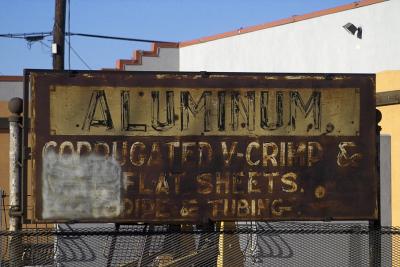 ALUMINUM.
CORRUGATED V-CRIMP &
FLAT SHEETS.
PIPE & TUBING